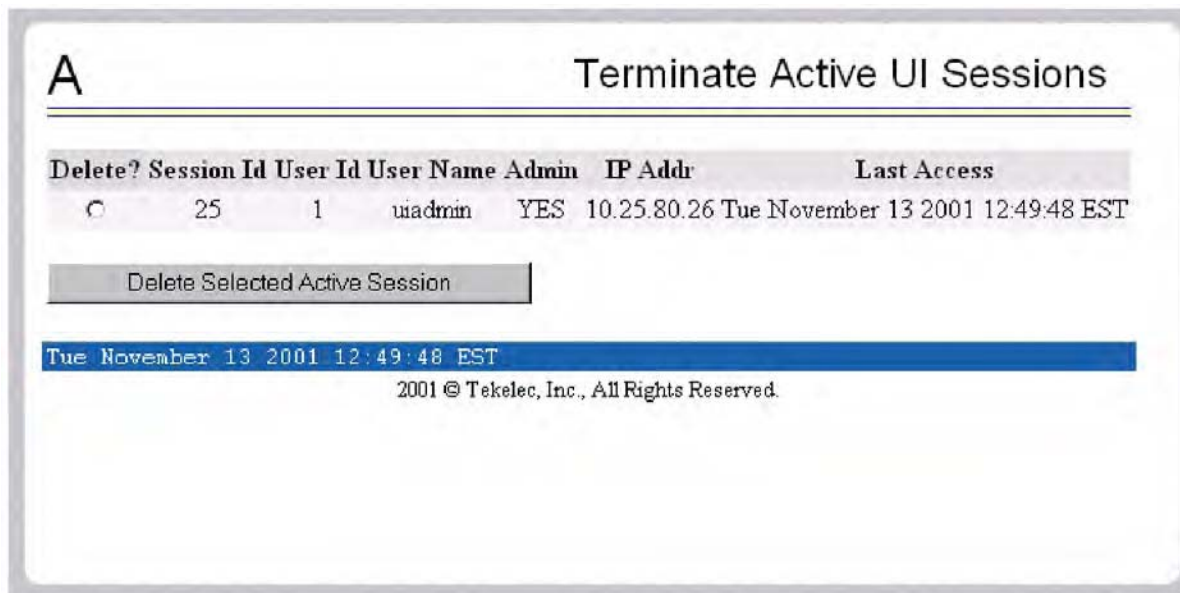 A Terminate Active UI Sessions
Delete? Session Id User Id User Name Admin IP Addr Last Access
25 1 uiadmin YES 10.25.80.26 Tue November 13 2001 12:49:48 EST
Delete Selected Active Session
Tue November 13 2001 12:49:48 EST
2001 © Tekelec, Inc., All Rights Reserved.